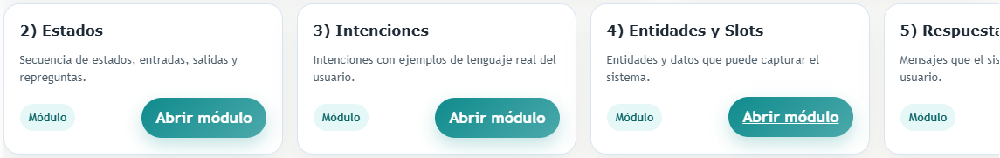 2) Estados
Secuencia de estados, entradas, salidas y
repreguntas.
Módulo
Abrir módulo
3) Intenciones
Intenciones con ejemplos de lenguaje real del
usuario.
Módulo
Abrir módulo
4) Entidades y Slots
Entidades y datos que puede capturar el
sistema.
Módulo
Abrir módulo
5) Respuesta
Mensajes que el sis
usuario.
Módulo